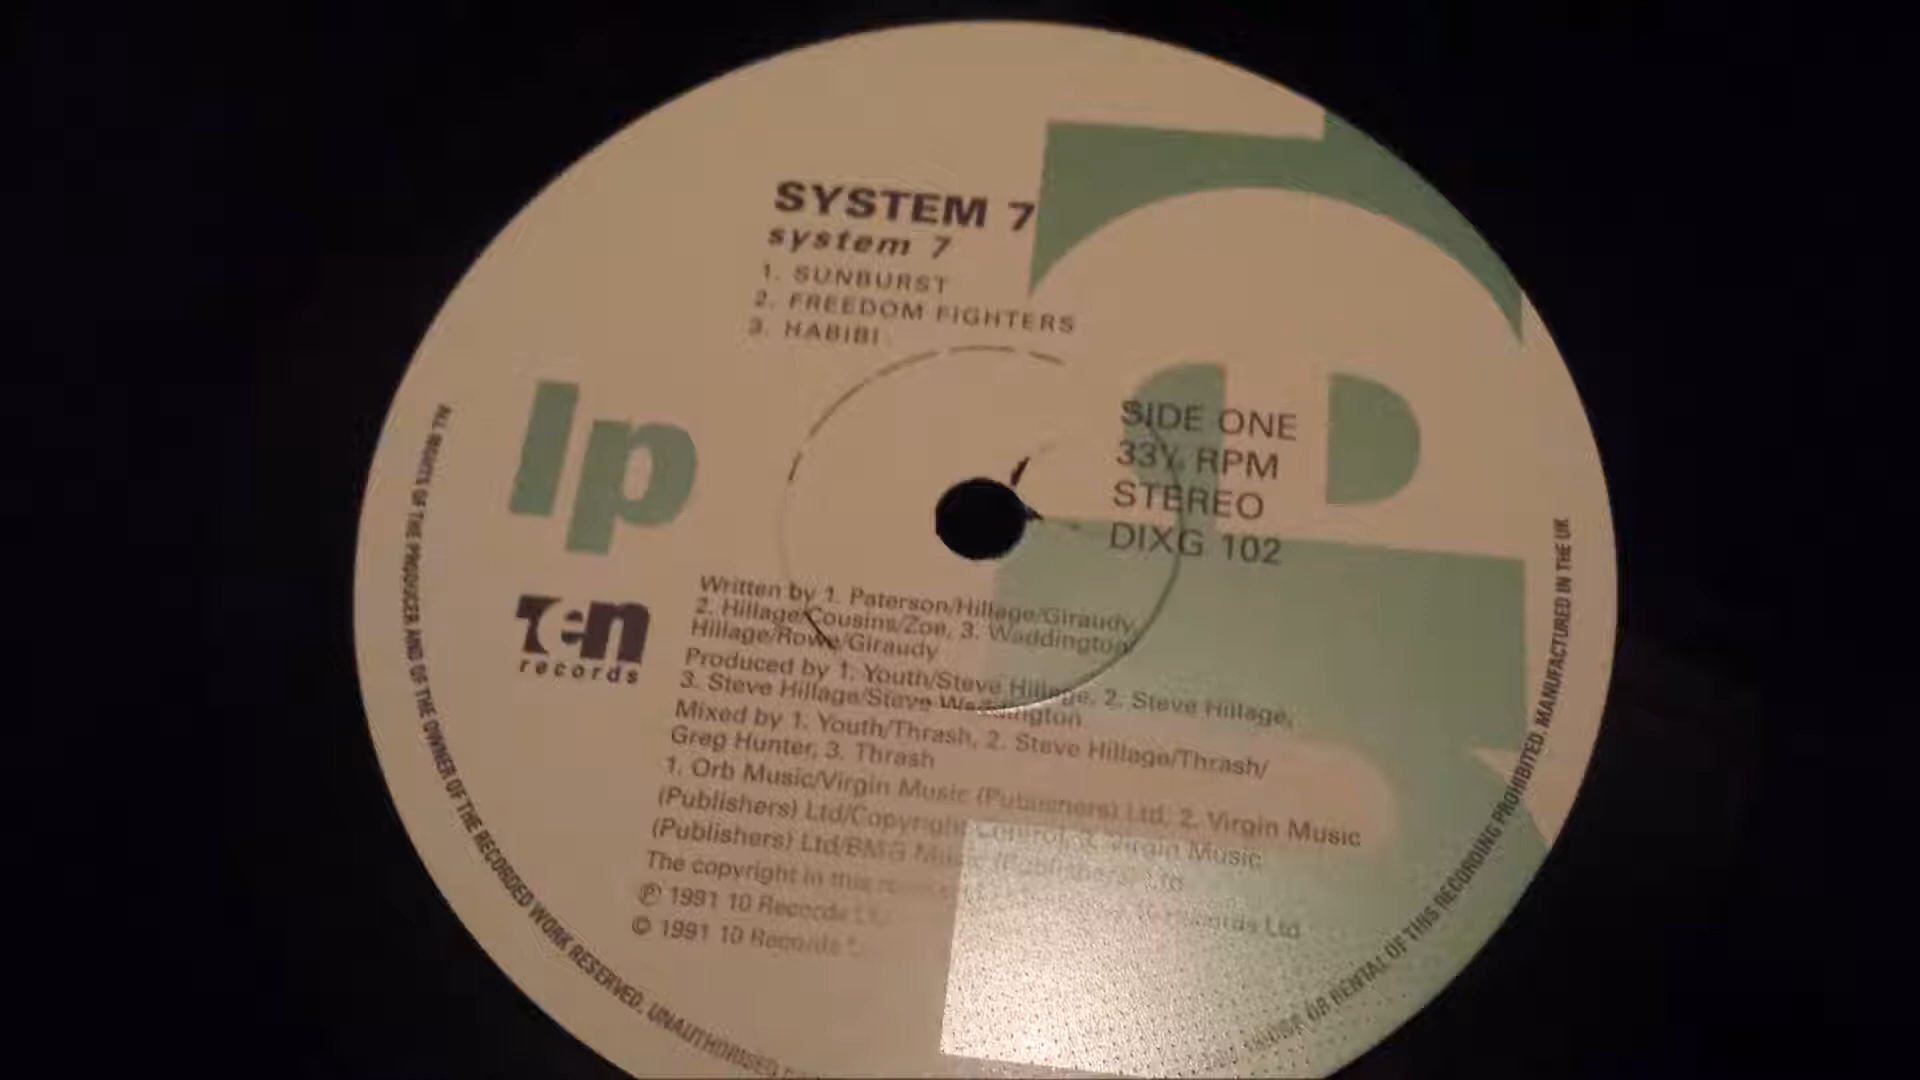 SYSTEM 7
system 7
1. SUNBURST
2. FREEDOM FIGHTERS
3. HABIBI
lp
SIDE ONE
33⅓ RPM
STEREO
DIXG 102
Ten
records
Written by 1. Paterson/Hillage/Giraudy,
2. Hillage/Cousins/Zoe, 3. Waddington/
Hillage/Rowe/Giraudy
Produced by 1. Youth/Steve Hillage, 2. Steve Hillage,
3. Steve Hillage/Steve Waddington
Mixed by 1. Youth/Thrash, 2. Steve Hillage/Thrash/
Greg Hunter, 3. Thrash
1. Orb Music/Virgin Music (Publishers) Ltd, 2. Virgin Music
(Publishers) Ltd/Copyright Control, 3. Virgin Music
(Publishers) Ltd/BMG Music (Publishers) Ltd
The copyright in this Records Ltd
℗ 1991 10 Records
© 1991 10 Records
ALL RIGHTS OF THE PRODUCER AND OF THE OWNER OF THE RECORDED WORK RESERVED. UNAUTHORISED OR RENTAL OF THIS RECORDING PROHIBITED. MANUFACTURED IN THE UK